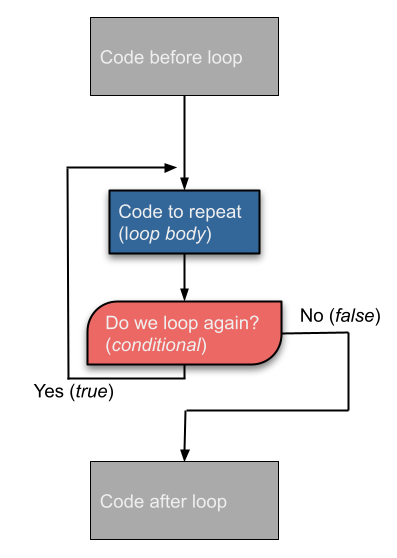 Code before loop
Code to repeat
(loop body)
Do we loop again?
(conditional)
No (false)
Yes (true)
Code after loop